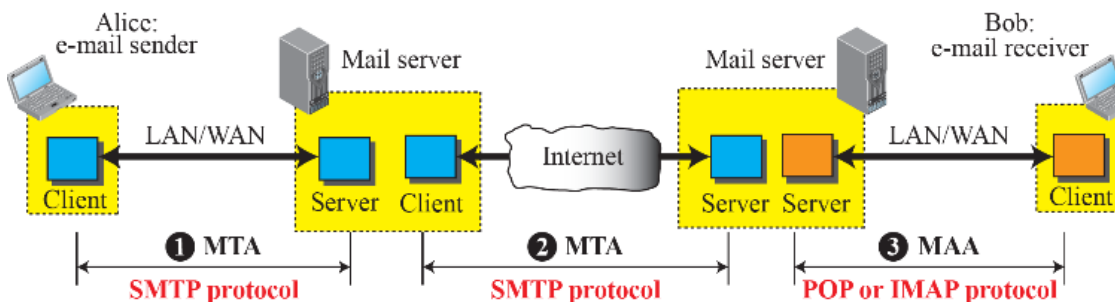 Alice:
e-mail sender
Mail server
Mail server
Bob:
e-mail receiver
LAN/WAN
Internet
LAN/WAN
Client
Server
Client
Server
Server
Client
1 MTA
2 MTA
3 MAA
SMTP protocol
SMTP protocol
POP or IMAP protocol